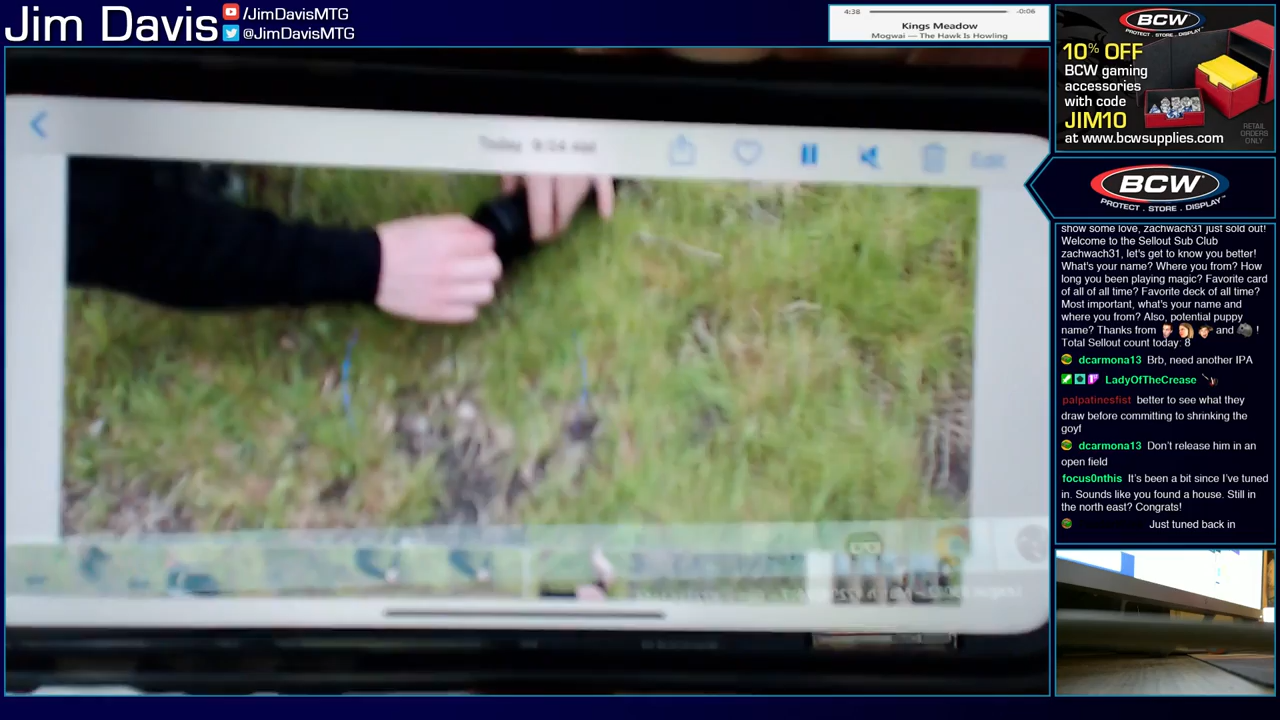 Jim Davis
/JimDavisMTG
@JimDavisMTG
4:38
-0:06
Kings Meadow
Mogwai — The Hawk Is Howling
BCW
PROTECT. STORE. DISPLAY.™
10% OFF
BCW gaming
accessories
with code
JIM10
at www.bcwsupplies.com
RETAIL
ORDERS
ONLY
BCW
PROTECT. STORE. DISPLAY.™
show some love, zachwach31 just sold out!
Welcome to the Sellout Sub Club
zachwach31, let's get to know you better!
What's your name? Where you from? How
long you been playing magic? Favorite card
of all of all time? Favorite deck of all time?
Most important, what's your name and
where you from? Also, potential puppy
name? Thanks from and !
Total Sellout count today: 8
dcarmona13 Brb, need another IPA
LadyOfTheCrease
palpatinesfist better to see what they
draw before committing to shrinking the
goyf
dcarmona13 Don't release him in an
open field
focus0nthis It's been a bit since I've tuned
in. Sounds like you found a house. Still in
the north east? Congrats!
Just tuned back in
Today
Edit